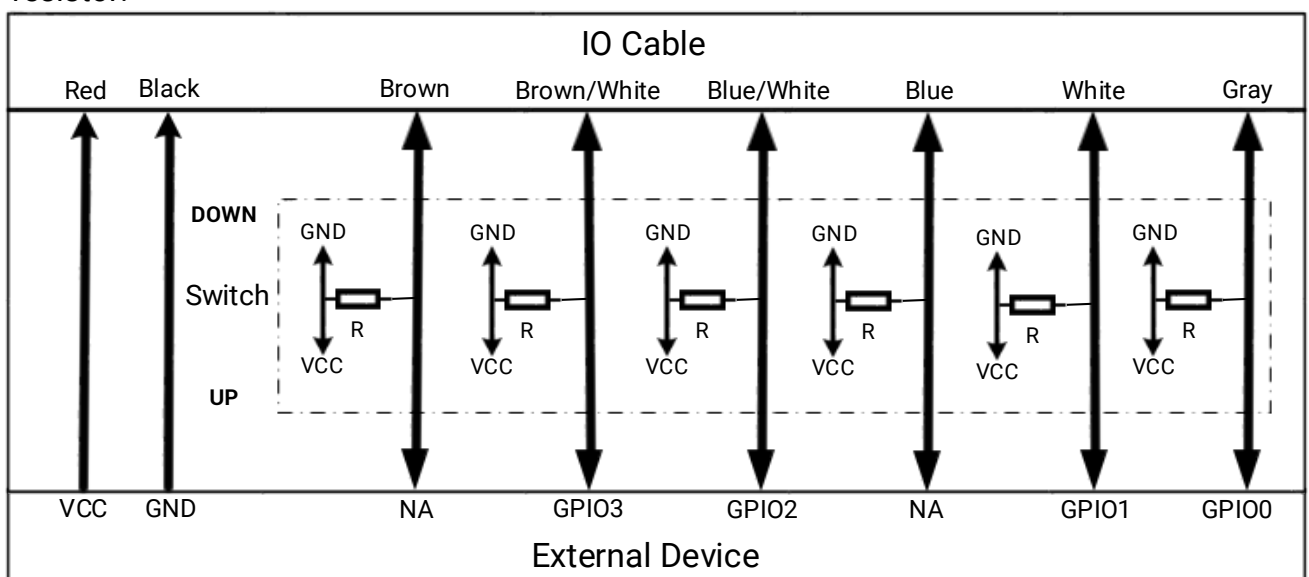 IO Cable
Red Black Brown Brown/White Blue/White Blue White Gray
DOWN
GND GND GND GND GND GND
Switch
R R R R R R
VCC VCC VCC VCC VCC VCC
UP
VCC GND NA GPIO3 GPIO2 NA GPIO1 GPIO0
External Device